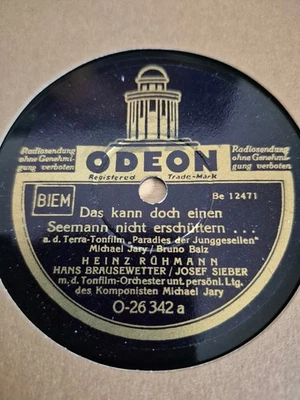 Radiosendung
ohne Genehmi-
gung verboten
Radiosendung
ohne Genehmi-
gung verboten
ODEON
Registered Trade-Mark
BIEM
Be 12471
Das kann doch einen
Seemann nicht erschüttern ...
a. d. Terra-Tonfilm „Paradies der Junggesellen"
Michael Jary / Bruno Balz
HEINZ RÜHMANN
HANS BRAUSEWETTER / JOSEF SIEBER
m. d. Tonfilm-Orchester unt. persönl. Ltg.
des Komponisten Michael Jary
O-26 342 a